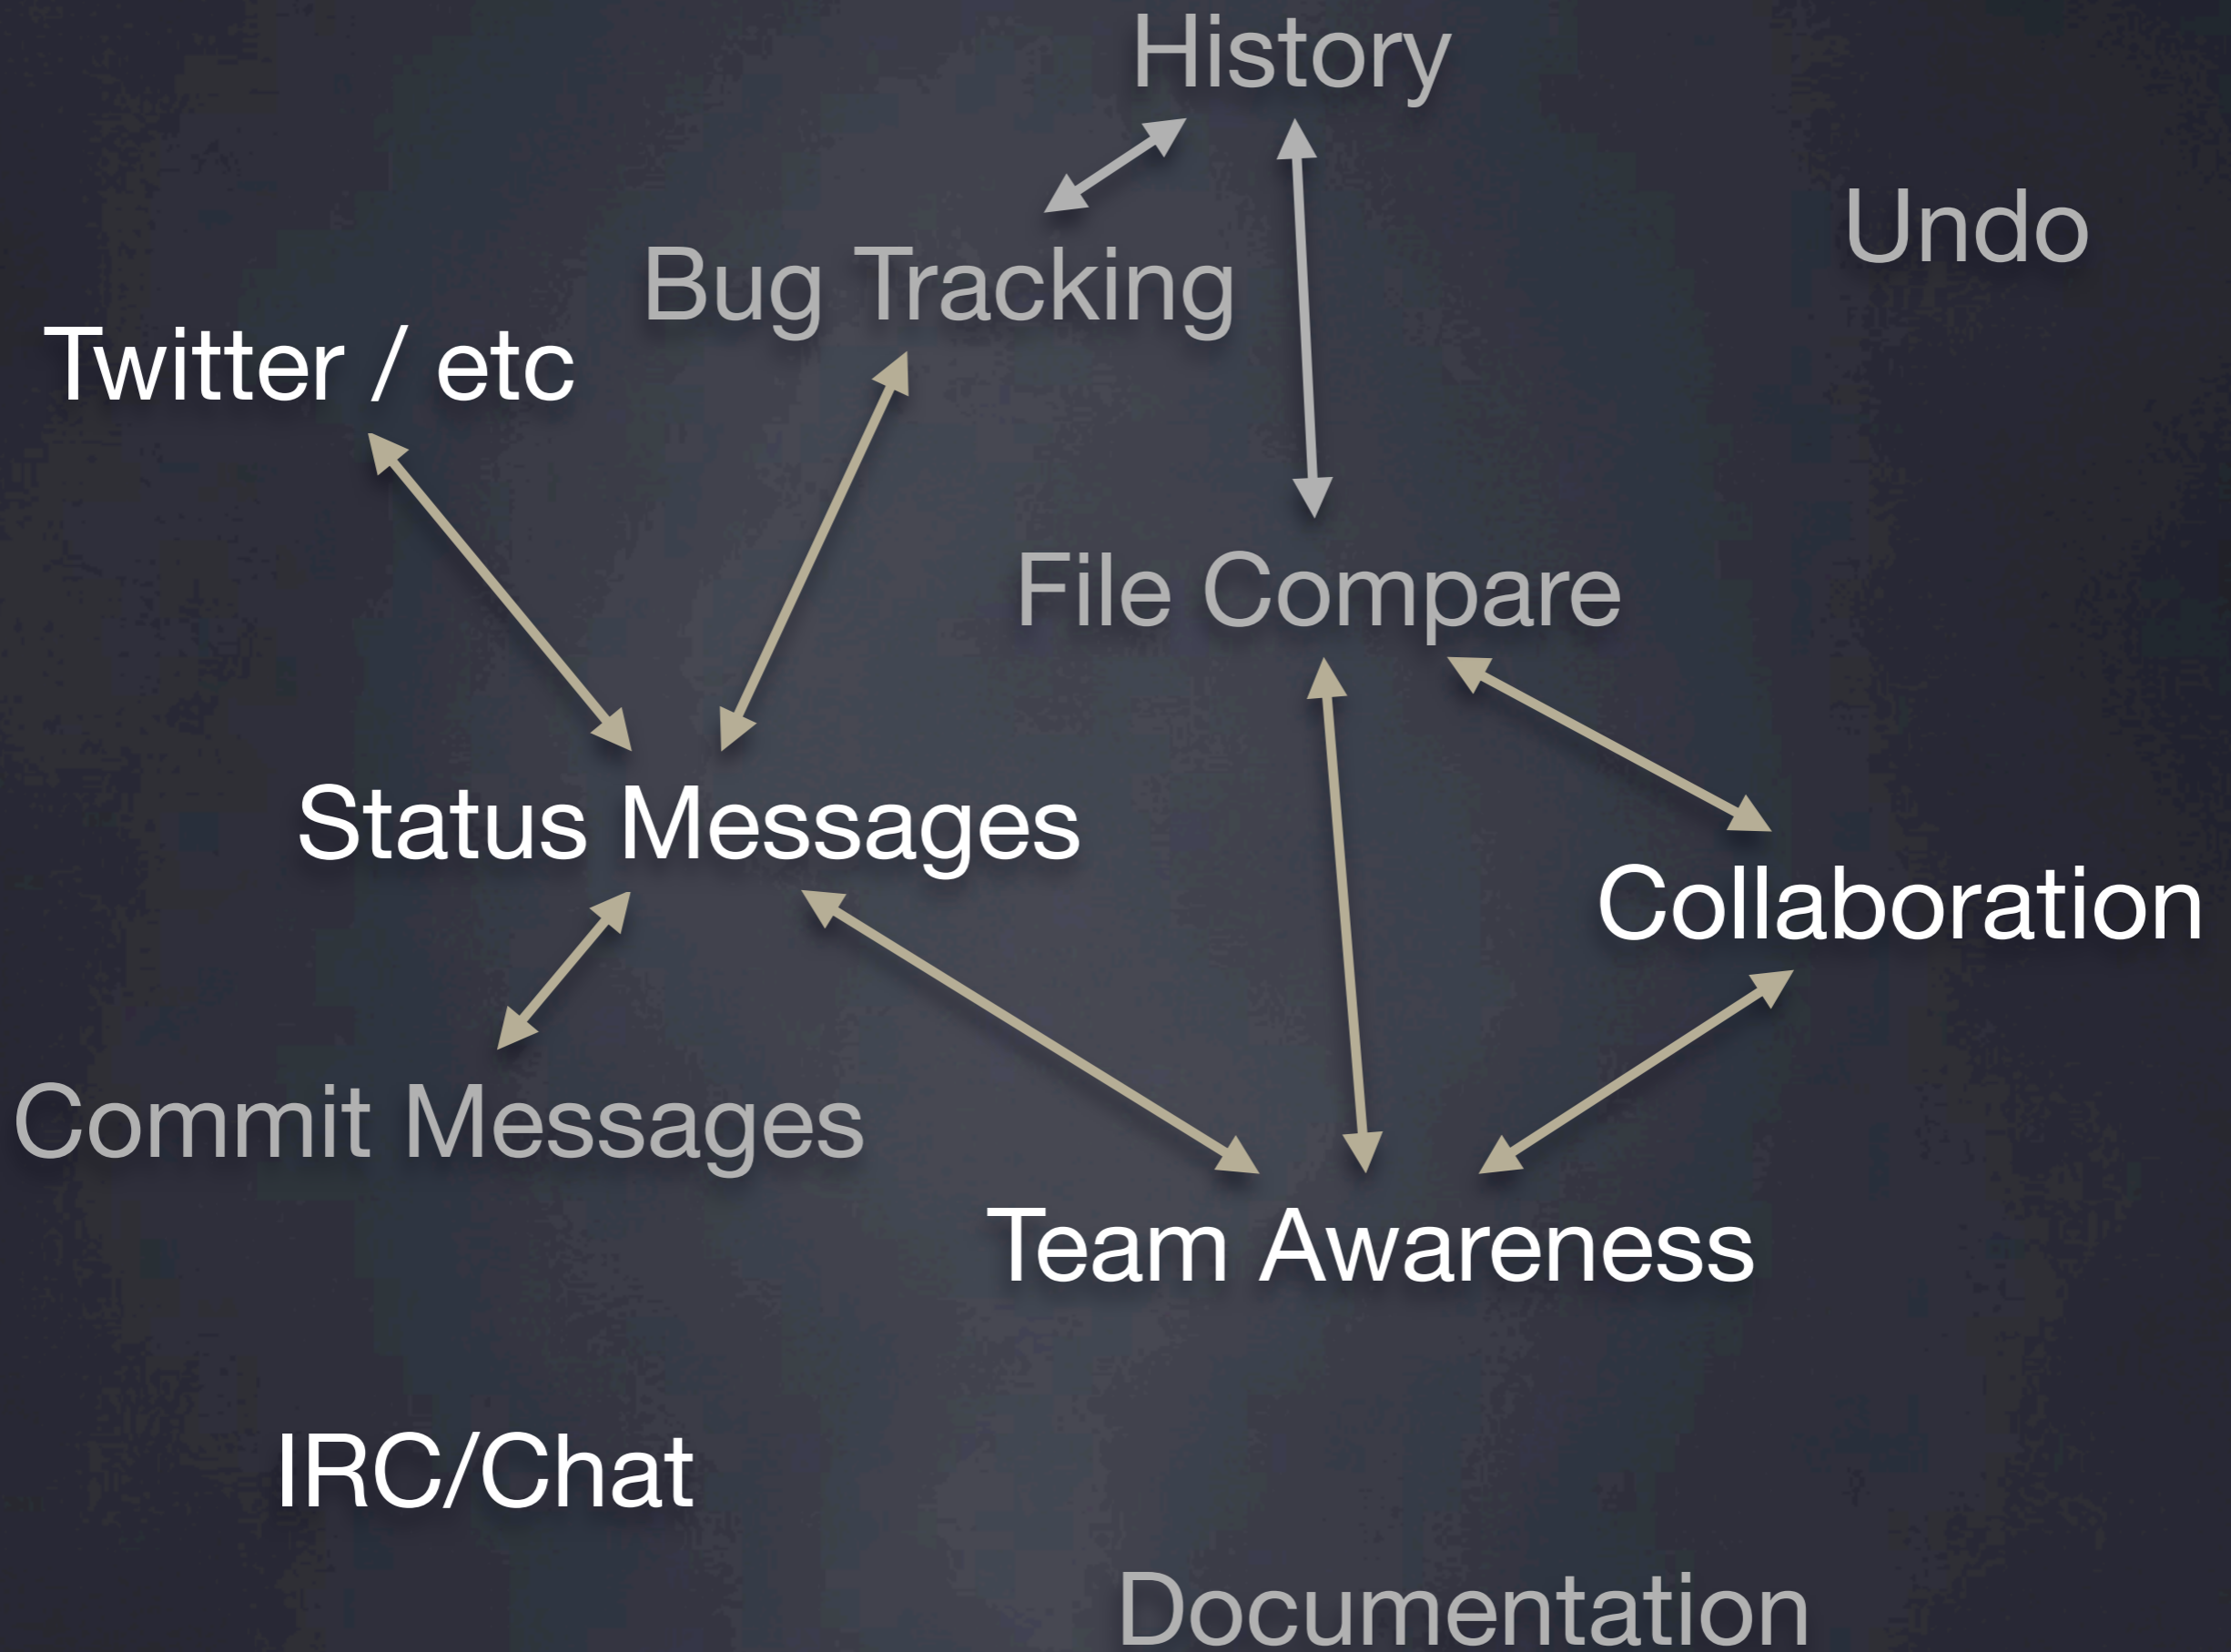 History
Undo
Bug Tracking
Twitter / etc
File Compare
Status Messages
Collaboration
Commit Messages
Team Awareness
IRC/Chat
Documentation